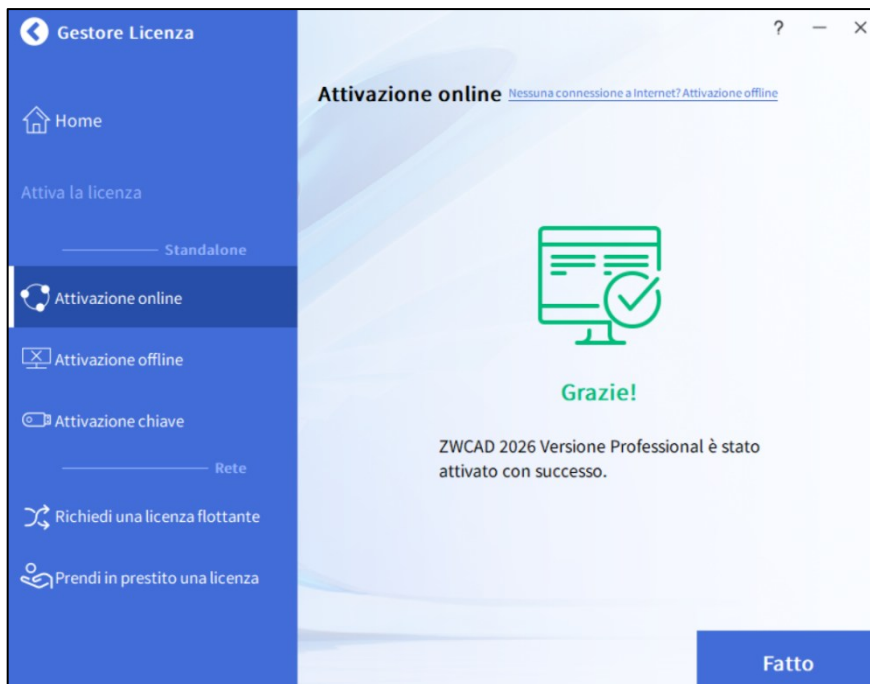 Gestore Licenza
? — ×
Home
Attiva la licenza
Standalone
Attivazione online
Attivazione offline
Attivazione chiave
Rete
Richiedi una licenza flottante
Prendi in prestito una licenza
Attivazione online Nessuna connessione a Internet? Attivazione offline
Grazie!
ZWCAD 2026 Versione Professional è stato
attivato con successo.
Fatto